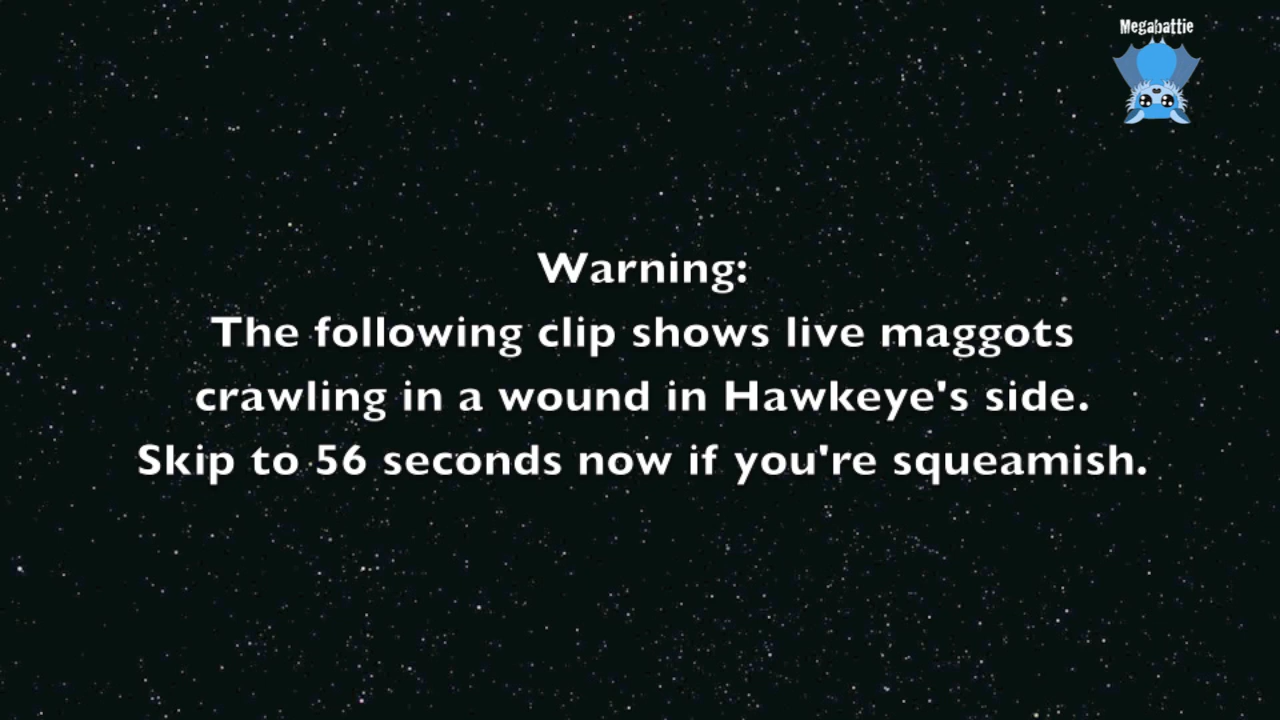 Megabattie
Warning:
The following clip shows live maggots
crawling in a wound in Hawkeye's side.
Skip to 56 seconds now if you're squeamish.